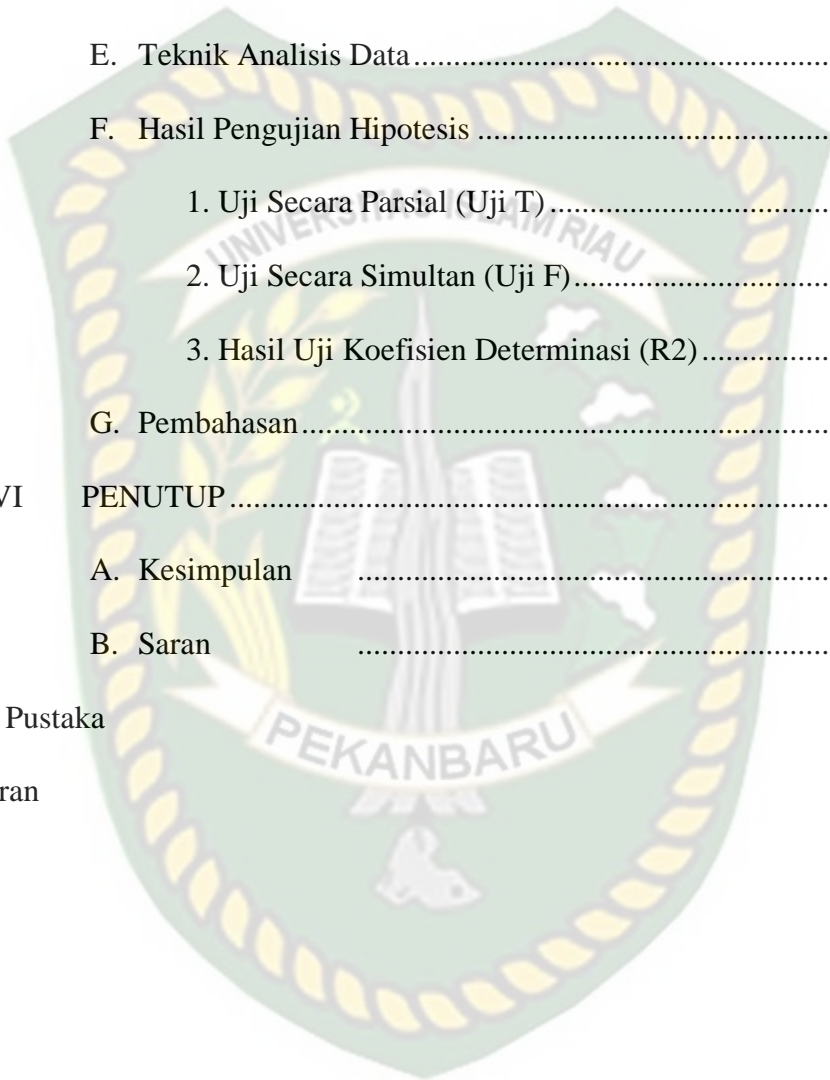 E. Teknik Analisis Data..........................................................
F. Hasil Pengujian Hipotesis .................................................
1. Uji Secara Parsial (Uji T)........................................
2. Uji Secara Simultan (Uji F).....................................
3. Hasil Uji Koefisien Determinasi (R2)......................
G. Pembahasan........................................................................
VI PENUTUP................................................................................
A. Kesimpulan ................................................................
B. Saran ................................................................
Pustaka
ran
UNIVERSITAS ISLAM RIAU
PEKANBARU